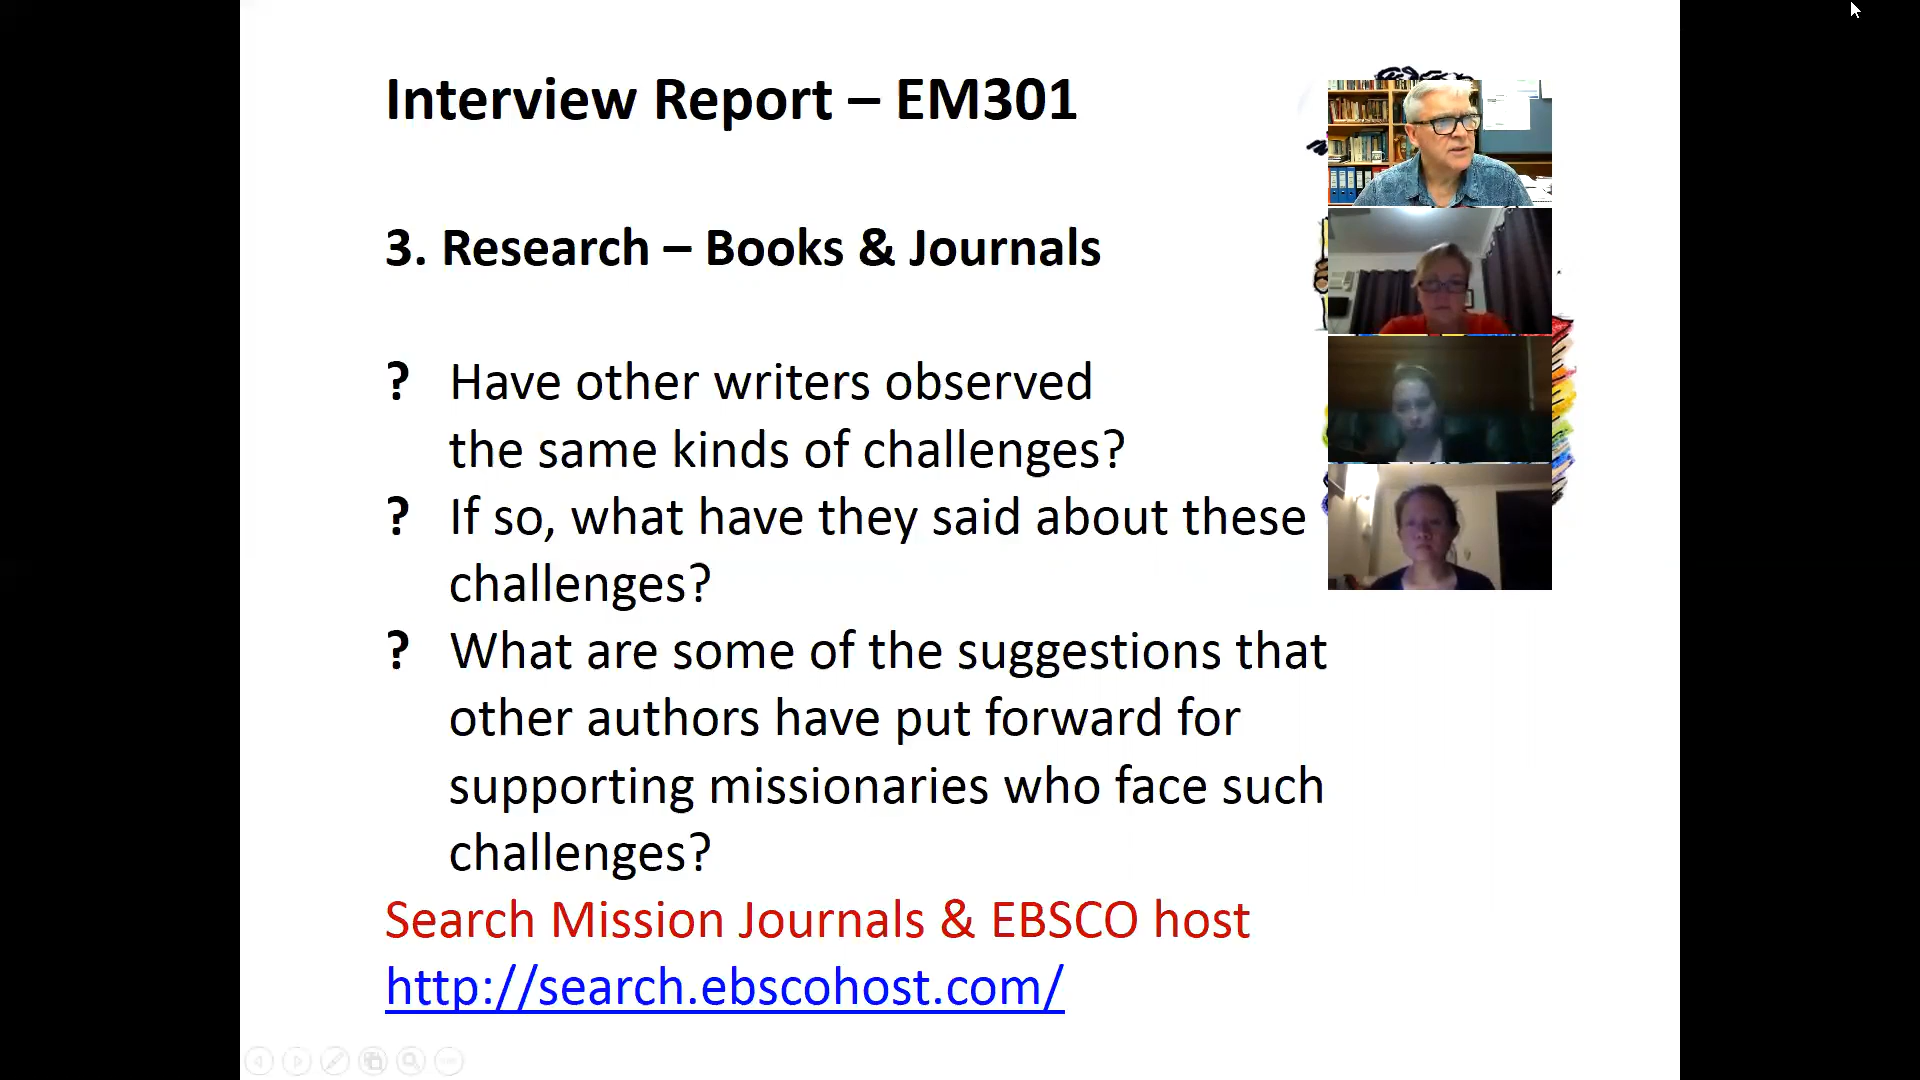 Interview Report – EM301
3. Research – Books & Journals
? Have other writers observed
the same kinds of challenges?
? If so, what have they said about these
challenges?
? What are some of the suggestions that
other authors have put forward for
supporting missionaries who face such
challenges?
Search Mission Journals & EBSCO host
http://search.ebscohost.com/